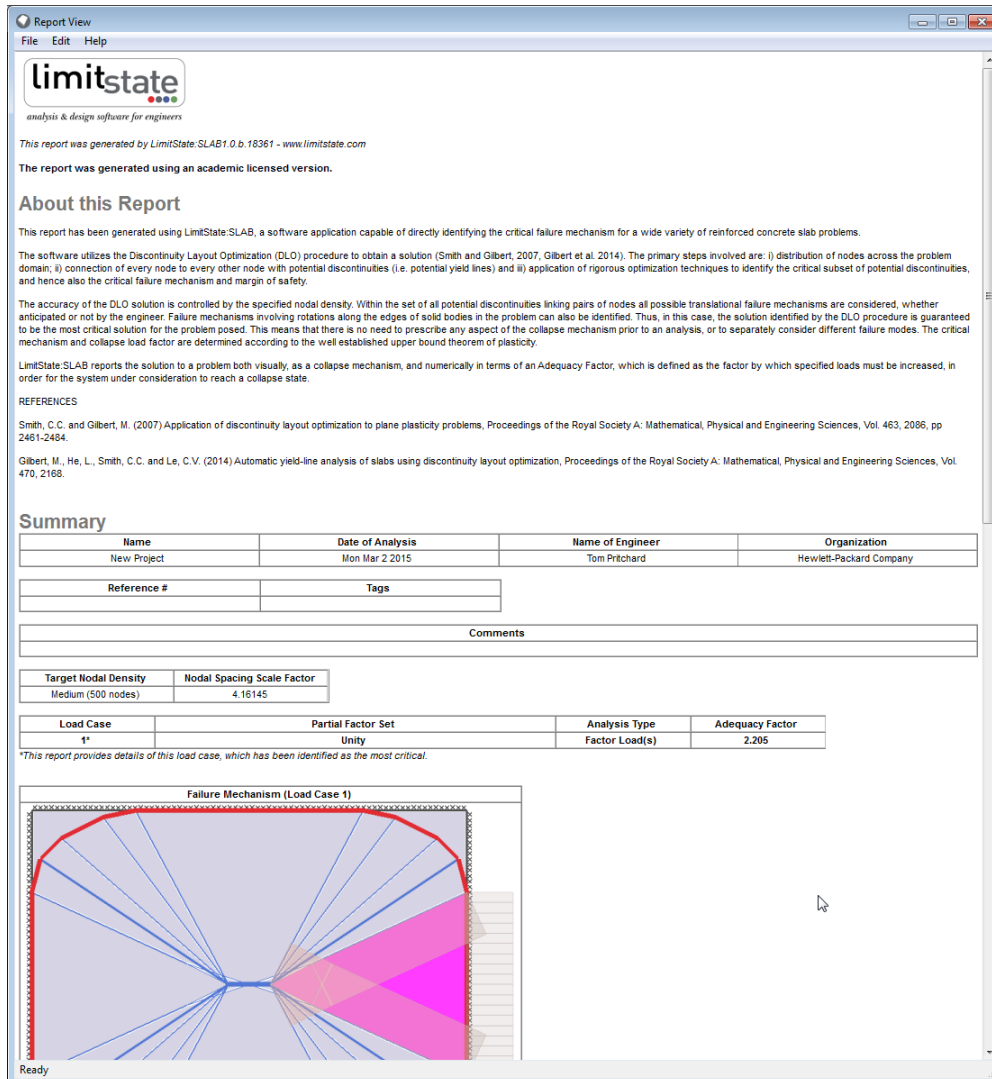 Report View
File Edit Help
limitstate
analysis & design software for engineers
This report was generated by LimitState:SLAB1.0.b.18361 - www.limitstate.com
The report was generated using an academic licensed version.
About this Report
This report has been generated using LimitState:SLAB, a software application capable of directly identifying the critical failure mechanism for a wide variety of reinforced concrete slab problems.
The software utilizes the Discontinuity Layout Optimization (DLO) procedure to obtain a solution (Smith and Gilbert, 2007, Gilbert et al. 2014). The primary steps involved are: i) distribution of nodes across the problem
domain; ii) connection of every node to every other node with potential discontinuities (i.e. potential yield lines) and iii) application of rigorous optimization techniques to identify the critical subset of potential discontinuities,
and hence also the critical failure mechanism and margin of safety.
The accuracy of the DLO solution is controlled by the specified nodal density. Within the set of all potential discontinuities linking pairs of nodes all possible translational failure mechanisms are considered, whether
anticipated or not by the engineer. Failure mechanisms involving rotations along the edges of solid bodies in the problem can also be identified. Thus, in this case, the solution identified by the DLO procedure is guaranteed
to be the most critical solution for the problem posed. This means that there is no need to prescribe any aspect of the collapse mechanism prior to an analysis, or to separately consider different failure modes. The critical
mechanism and collapse load factor are determined according to the well established upper bound theorem of plasticity.
LimitState:SLAB reports the solution to a problem both visually, as a collapse mechanism, and numerically in terms of an Adequacy Factor, which is defined as the factor by which specified loads must be increased, in
order for the system under consideration to reach a collapse state.
REFERENCES
Smith, C.C. and Gilbert, M. (2007) Application of discontinuity layout optimization to plane plasticity problems, Proceedings of the Royal Society A: Mathematical, Physical and Engineering Sciences, Vol. 463, 2086, pp
2461-2484.
Gilbert, M., He, L., Smith, C.C. and Le, C.V. (2014) Automatic yield-line analysis of slabs using discontinuity layout optimization, Proceedings of the Royal Society A: Mathematical, Physical and Engineering Sciences, Vol.
470, 2168.
Summary
Name Date of Analysis Name of Engineer Organization
New Project Mon Mar 2 2015 Tom Pritchard Hewlett-Packard Company
Reference # Tags
Comments
Target Nodal Density Nodal Spacing Scale Factor
Medium (500 nodes) 4.16145
Load Case Partial Factor Set Analysis Type Adequacy Factor
1* Unity Factor Load(s) 2.205
*This report provides details of this load case, which has been identified as the most critical.
Failure Mechanism (Load Case 1)
Ready